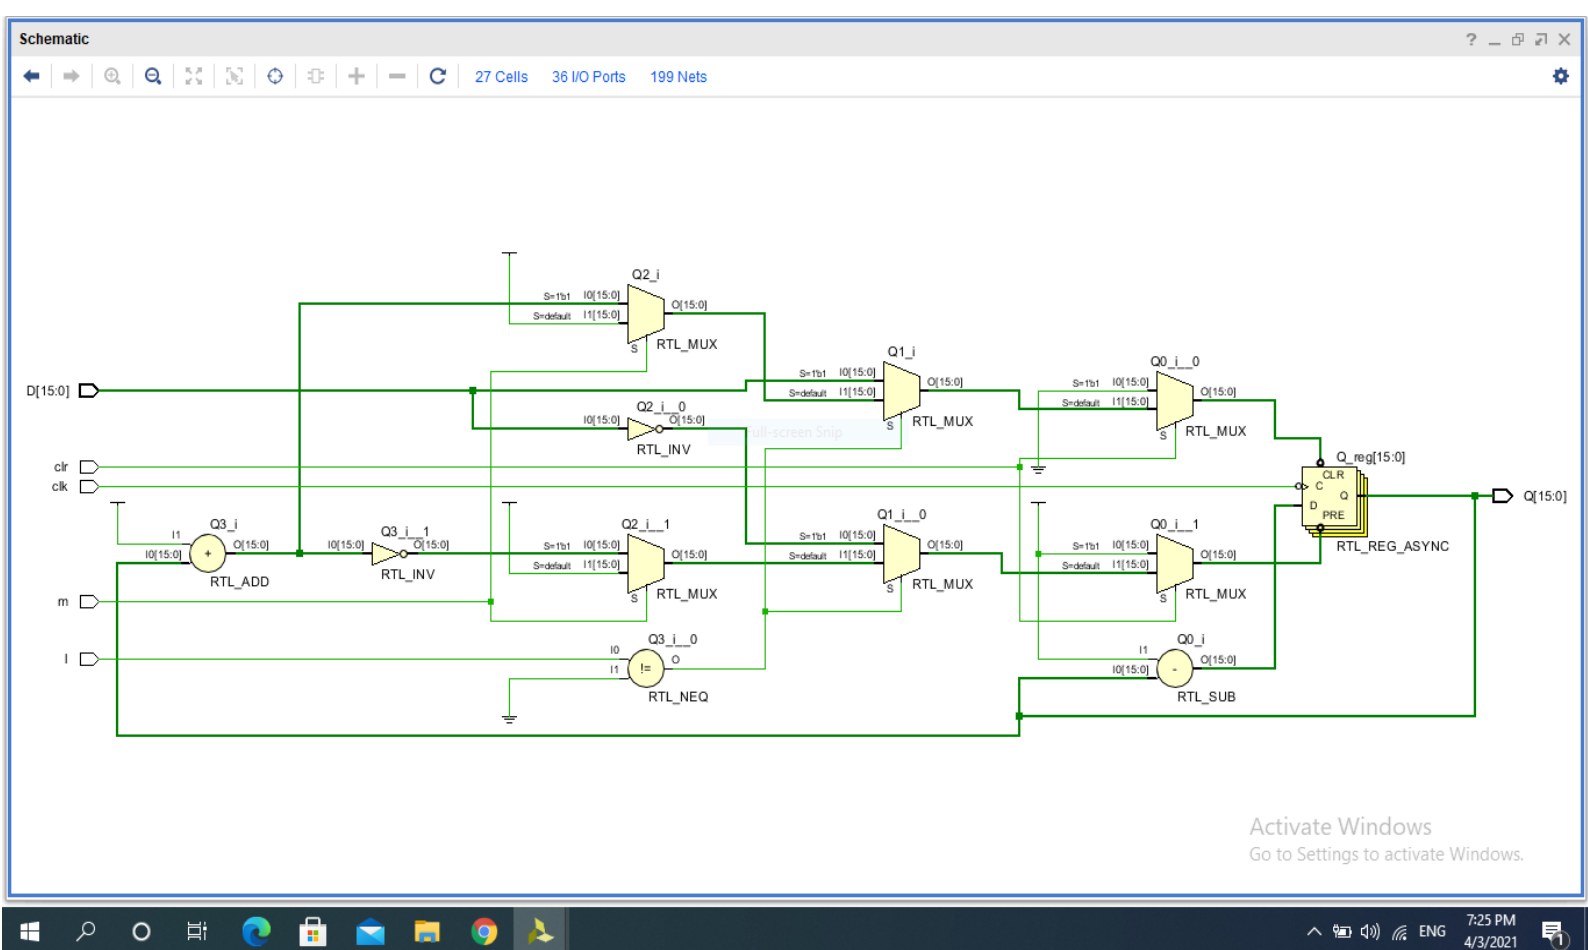 Schematic
?
27 Cells 36 I/O Ports 199 Nets
Q2_i
S=1'b1 I0[15:0]
O[15:0]
S=default I1[15:0]
S RTL_MUX
Q1_i
Q0_i__0
S=1'b1 I0[15:0]
O[15:0]
S=default I1[15:0]
S RTL_MUX
S=1'b1 I0[15:0]
O[15:0]
S=default I1[15:0]
S RTL_MUX
D[15:0]
Q2_i__0
I0[15:0] O[15:0]
RTL_INV
Full-screen Snip
clr
clk
Q_reg[15:0]
CLR
C
Q
D
PRE
RTL_REG_ASYNC
Q[15:0]
Q3_i
I1
I0[15:0]
+
O[15:0]
RTL_ADD
Q3_i__1
I0[15:0] O[15:0]
RTL_INV
Q2_i__1
S=1'b1 I0[15:0]
O[15:0]
S=default I1[15:0]
S RTL_MUX
Q1_i__0
S=1'b1 I0[15:0]
O[15:0]
S=default I1[15:0]
S RTL_MUX
Q0_i__1
S=1'b1 I0[15:0]
O[15:0]
S=default I1[15:0]
S RTL_MUX
m
l
Q3_i__0
I0
O
I1
!=
RTL_NEQ
Q0_i
I1
O[15:0]
I0[15:0]
-
RTL_SUB
Activate Windows
Go to Settings to activate Windows.
ENG
7:25 PM
4/3/2021
1